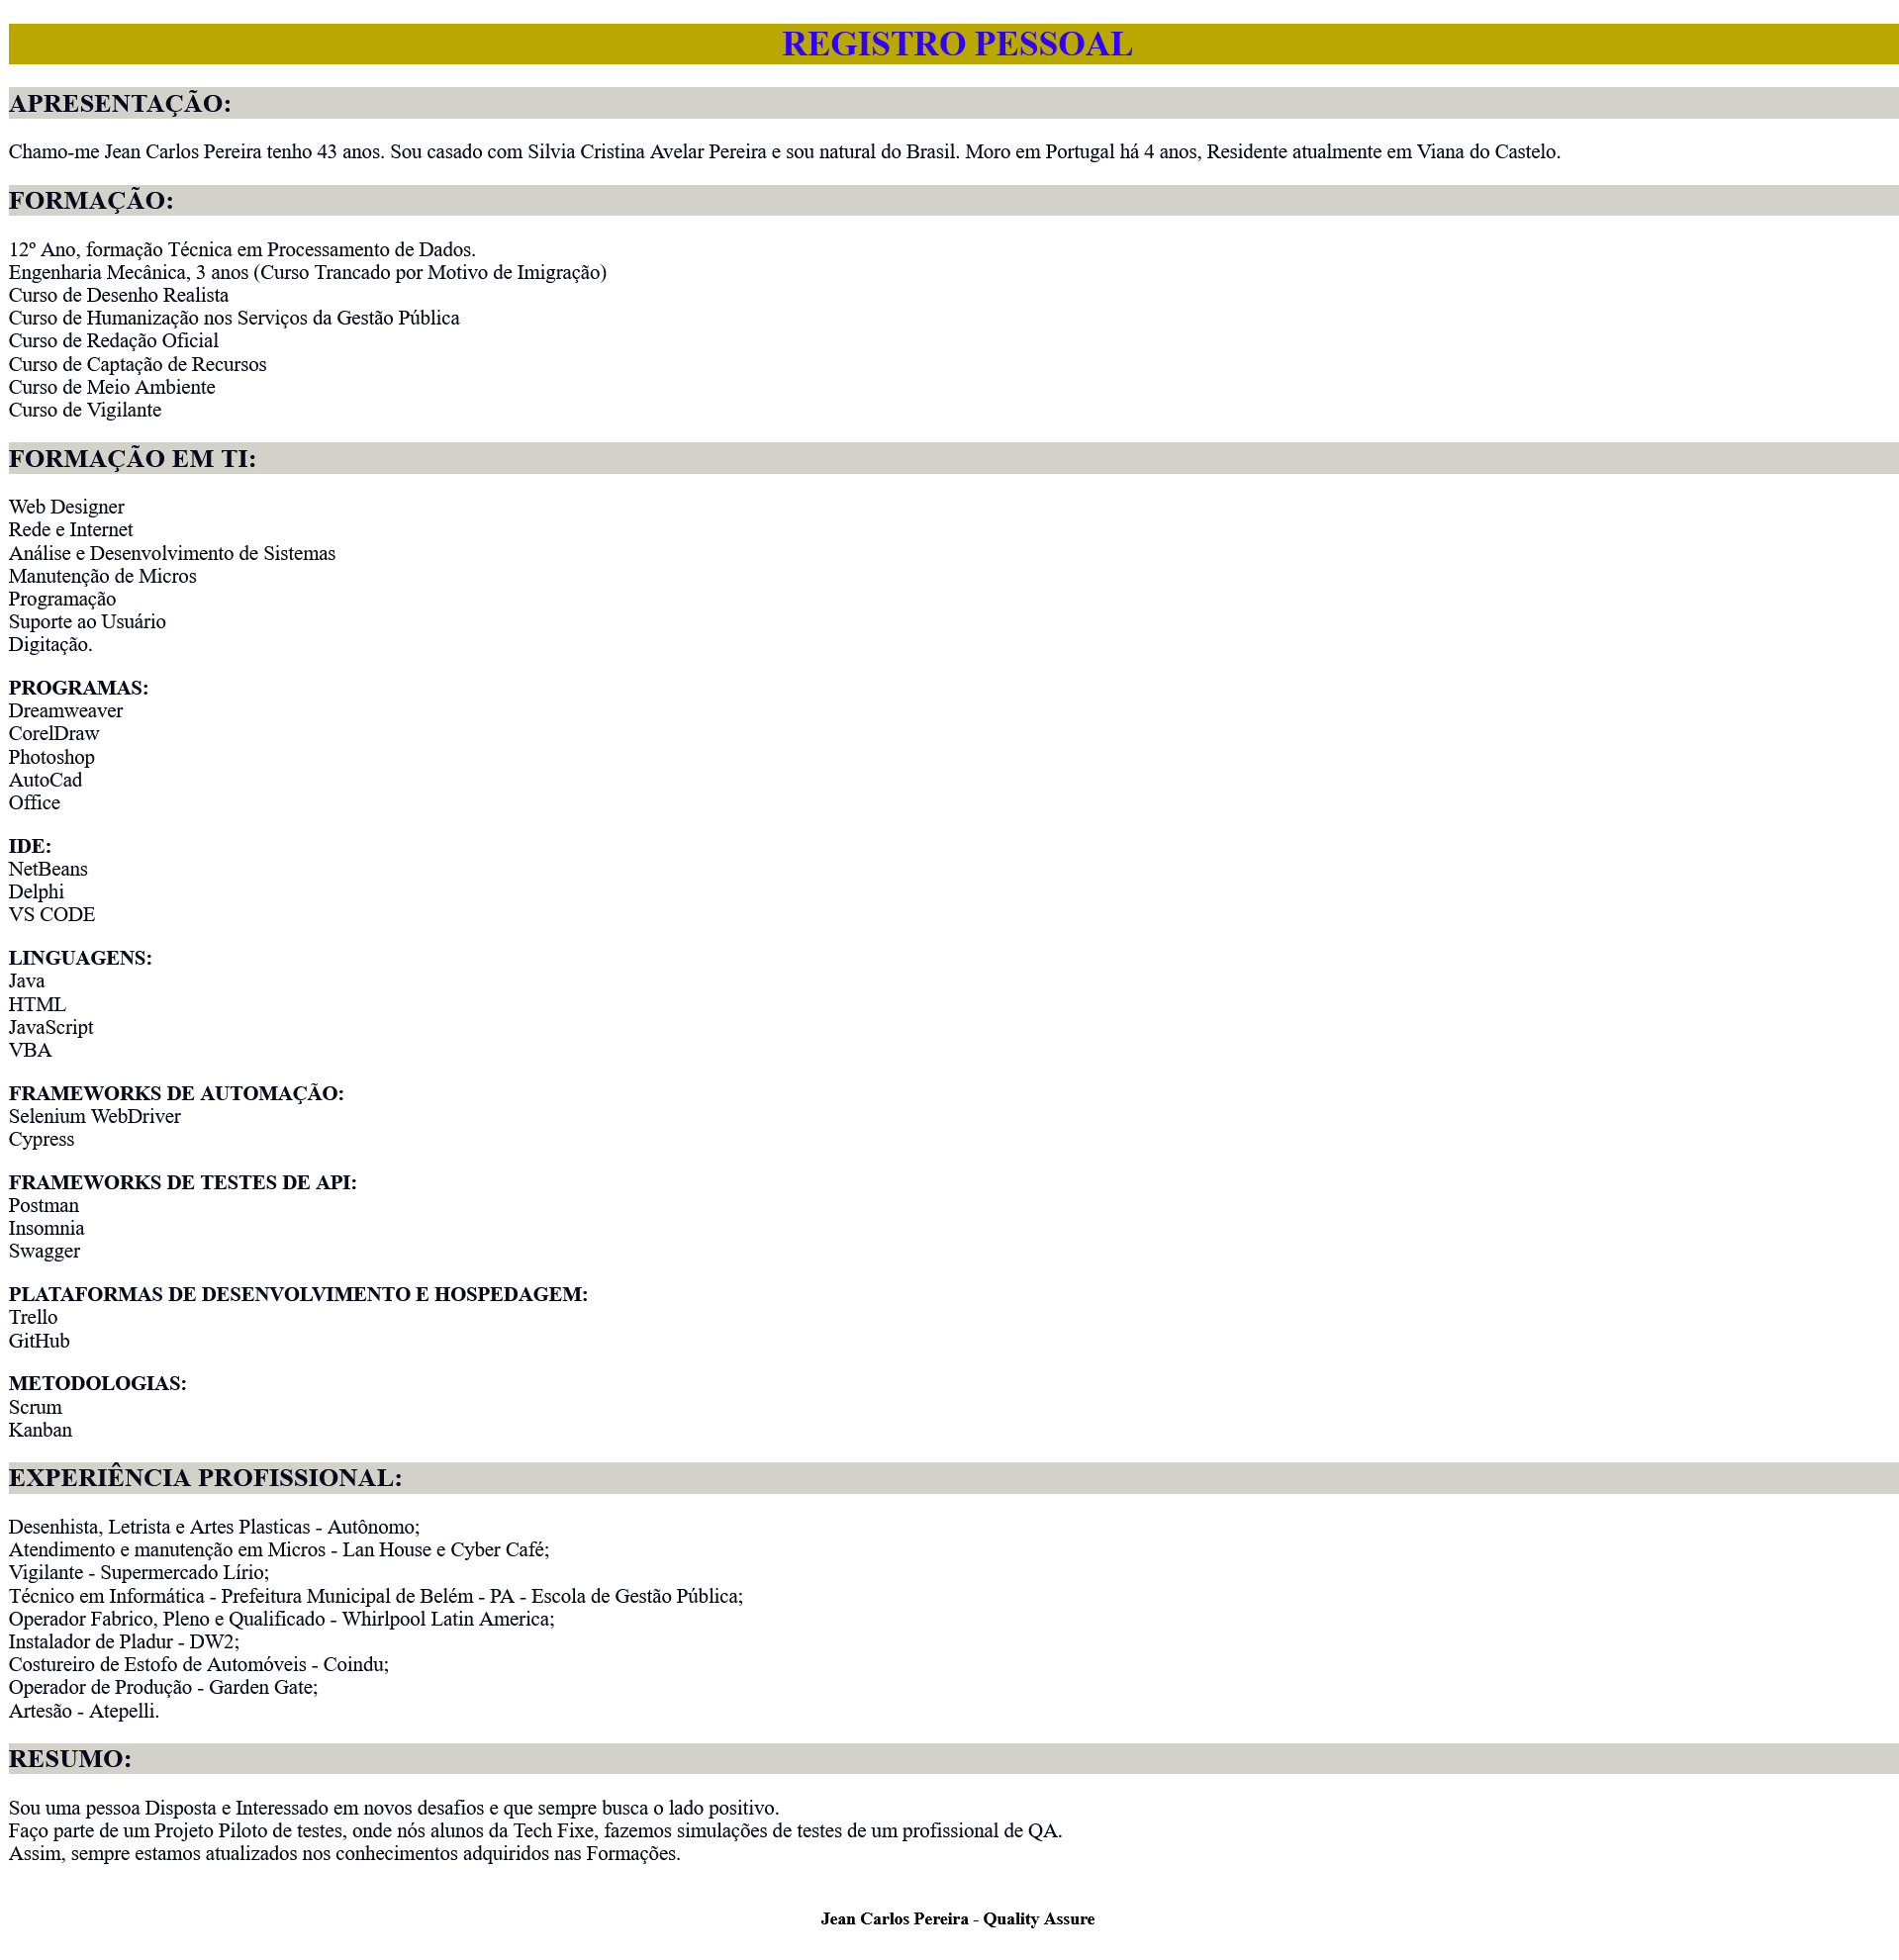 REGISTRO PESSOAL
APRESENTAÇÃO:
Chamo-me Jean Carlos Pereira tenho 43 anos. Sou casado com Silvia Cristina Avelar Pereira e sou natural do Brasil. Moro em Portugal há 4 anos, Residente atualmente em Viana do Castelo.
FORMAÇÃO:
12º Ano, formação Técnica em Processamento de Dados.
Engenharia Mecânica, 3 anos (Curso Trancado por Motivo de Imigração)
Curso de Desenho Realista
Curso de Humanização nos Serviços da Gestão Pública
Curso de Redação Oficial
Curso de Captação de Recursos
Curso de Meio Ambiente
Curso de Vigilante
FORMAÇÃO EM TI:
Web Designer
Rede e Internet
Análise e Desenvolvimento de Sistemas
Manutenção de Micros
Programação
Suporte ao Usuário
Digitação.
PROGRAMAS:
Dreamweaver
CorelDraw
Photoshop
AutoCad
Office
IDE:
NetBeans
Delphi
VS CODE
LINGUAGENS:
Java
HTML
JavaScript
VBA
FRAMEWORKS DE AUTOMAÇÃO:
Selenium WebDriver
Cypress
FRAMEWORKS DE TESTES DE API:
Postman
Insomnia
Swagger
PLATAFORMAS DE DESENVOLVIMENTO E HOSPEDAGEM:
Trello
GitHub
METODOLOGIAS:
Scrum
Kanban
EXPERIÊNCIA PROFISSIONAL:
Desenhista, Letrista e Artes Plasticas - Autônomo;
Atendimento e manutenção em Micros - Lan House e Cyber Café;
Vigilante - Supermercado Lírio;
Técnico em Informática - Prefeitura Municipal de Belém - PA - Escola de Gestão Pública;
Operador Fabrico, Pleno e Qualificado - Whirlpool Latin America;
Instalador de Pladur - DW2;
Costureiro de Estofo de Automóveis - Coindu;
Operador de Produção - Garden Gate;
Artesão - Atepelli.
RESUMO:
Sou uma pessoa Disposta e Interessado em novos desafios e que sempre busca o lado positivo.
Faço parte de um Projeto Piloto de testes, onde nós alunos da Tech Fixe, fazemos simulações de testes de um profissional de QA.
Assim, sempre estamos atualizados nos conhecimentos adquiridos nas Formações.
Jean Carlos Pereira - Quality Assure